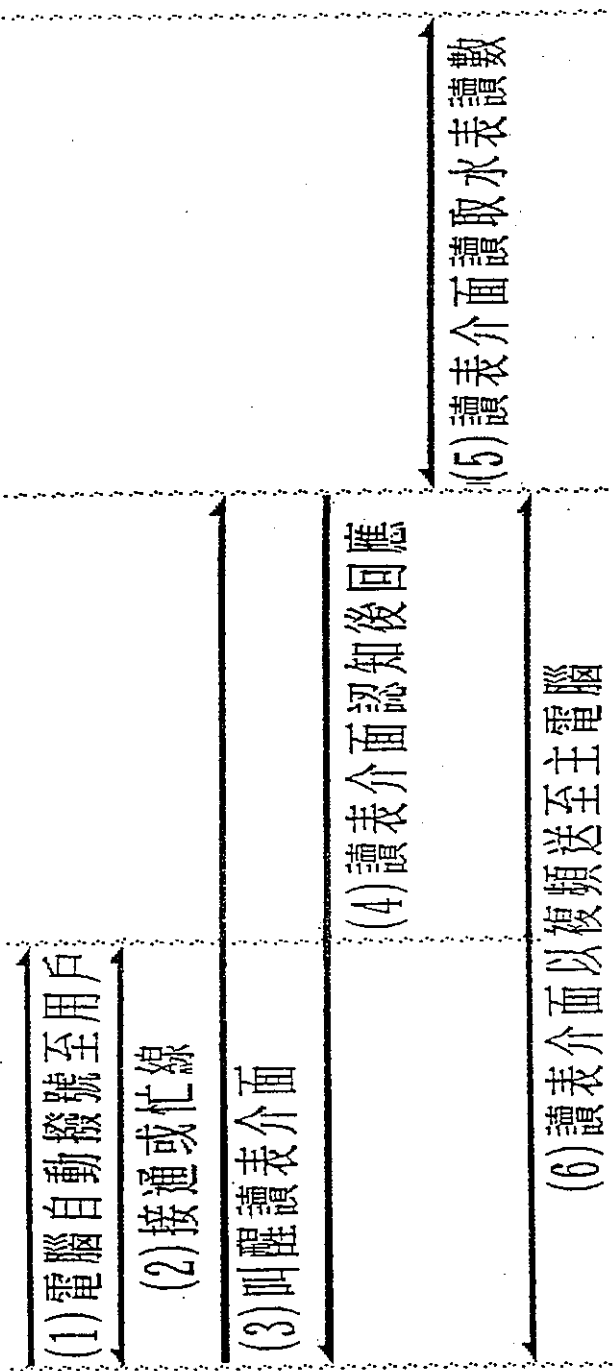 (1)電腦自動撥號至用戶
(2)接通或忙線
(3)叫醒讀表介面
(4)讀表介面認知後回應
(5)讀表介面讀取水表讀數
(6)讀表介面以複頻送至主電腦